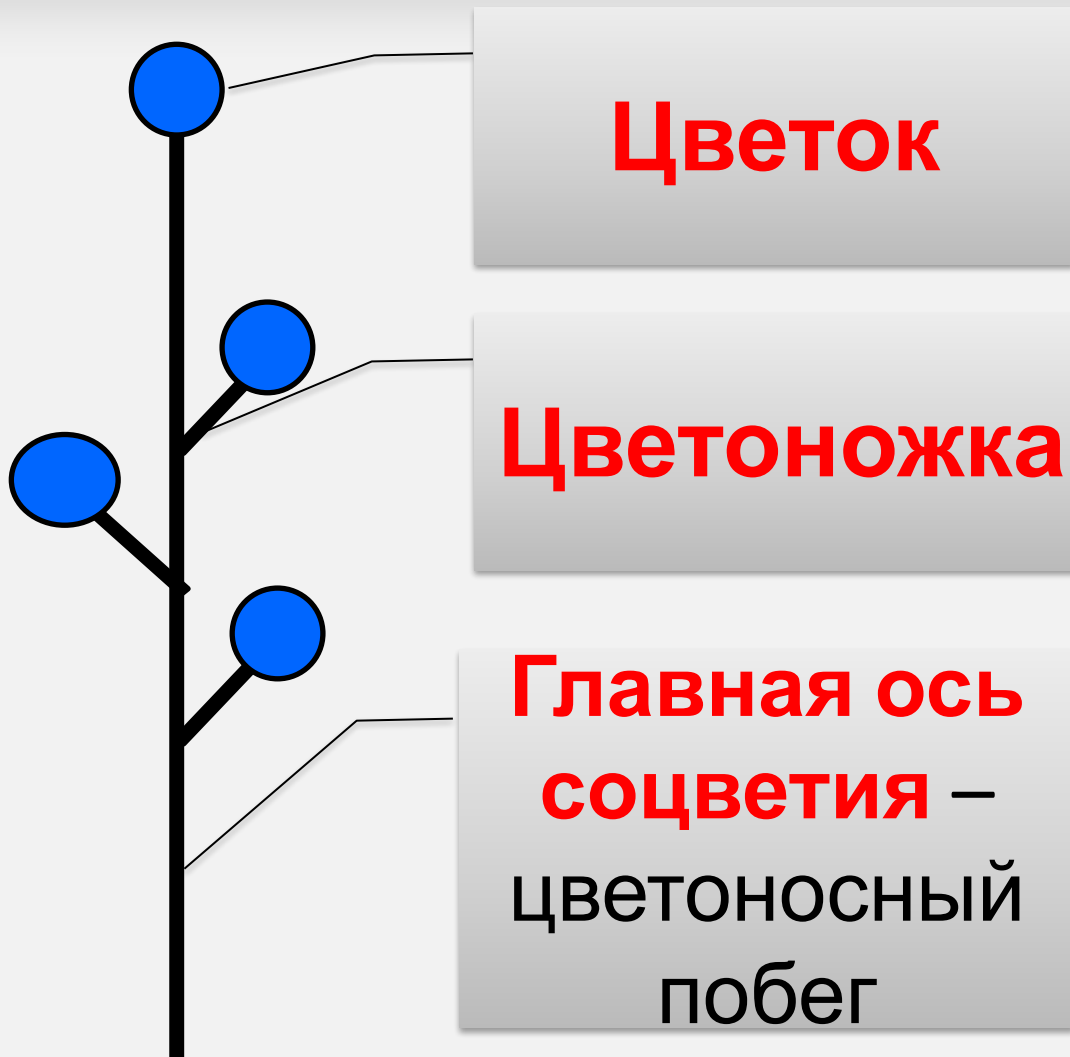 Цветок
Цветоножка
Главная ось
соцветия –
цветоносный
побег